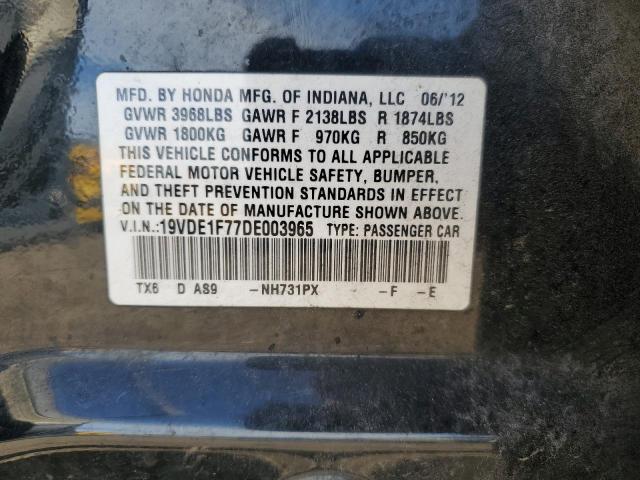 MFD. BY HONDA MFG. OF INDIANA, LLC 06/'12
GVWR 3968LBS GAWR F 2138LBS R 1874LBS
GVWR 1800KG GAWR F 970KG R 850KG
THIS VEHICLE CONFORMS TO ALL APPLICABLE
FEDERAL MOTOR VEHICLE SAFETY, BUMPER,
AND THEFT PREVENTION STANDARDS IN EFFECT
ON THE DATE OF MANUFACTURE SHOWN ABOVE.
V.I.N.:19VDE1F77DE003965 TYPE: PASSENGER CAR
TX6 D AS9 -NH731PX -F -E